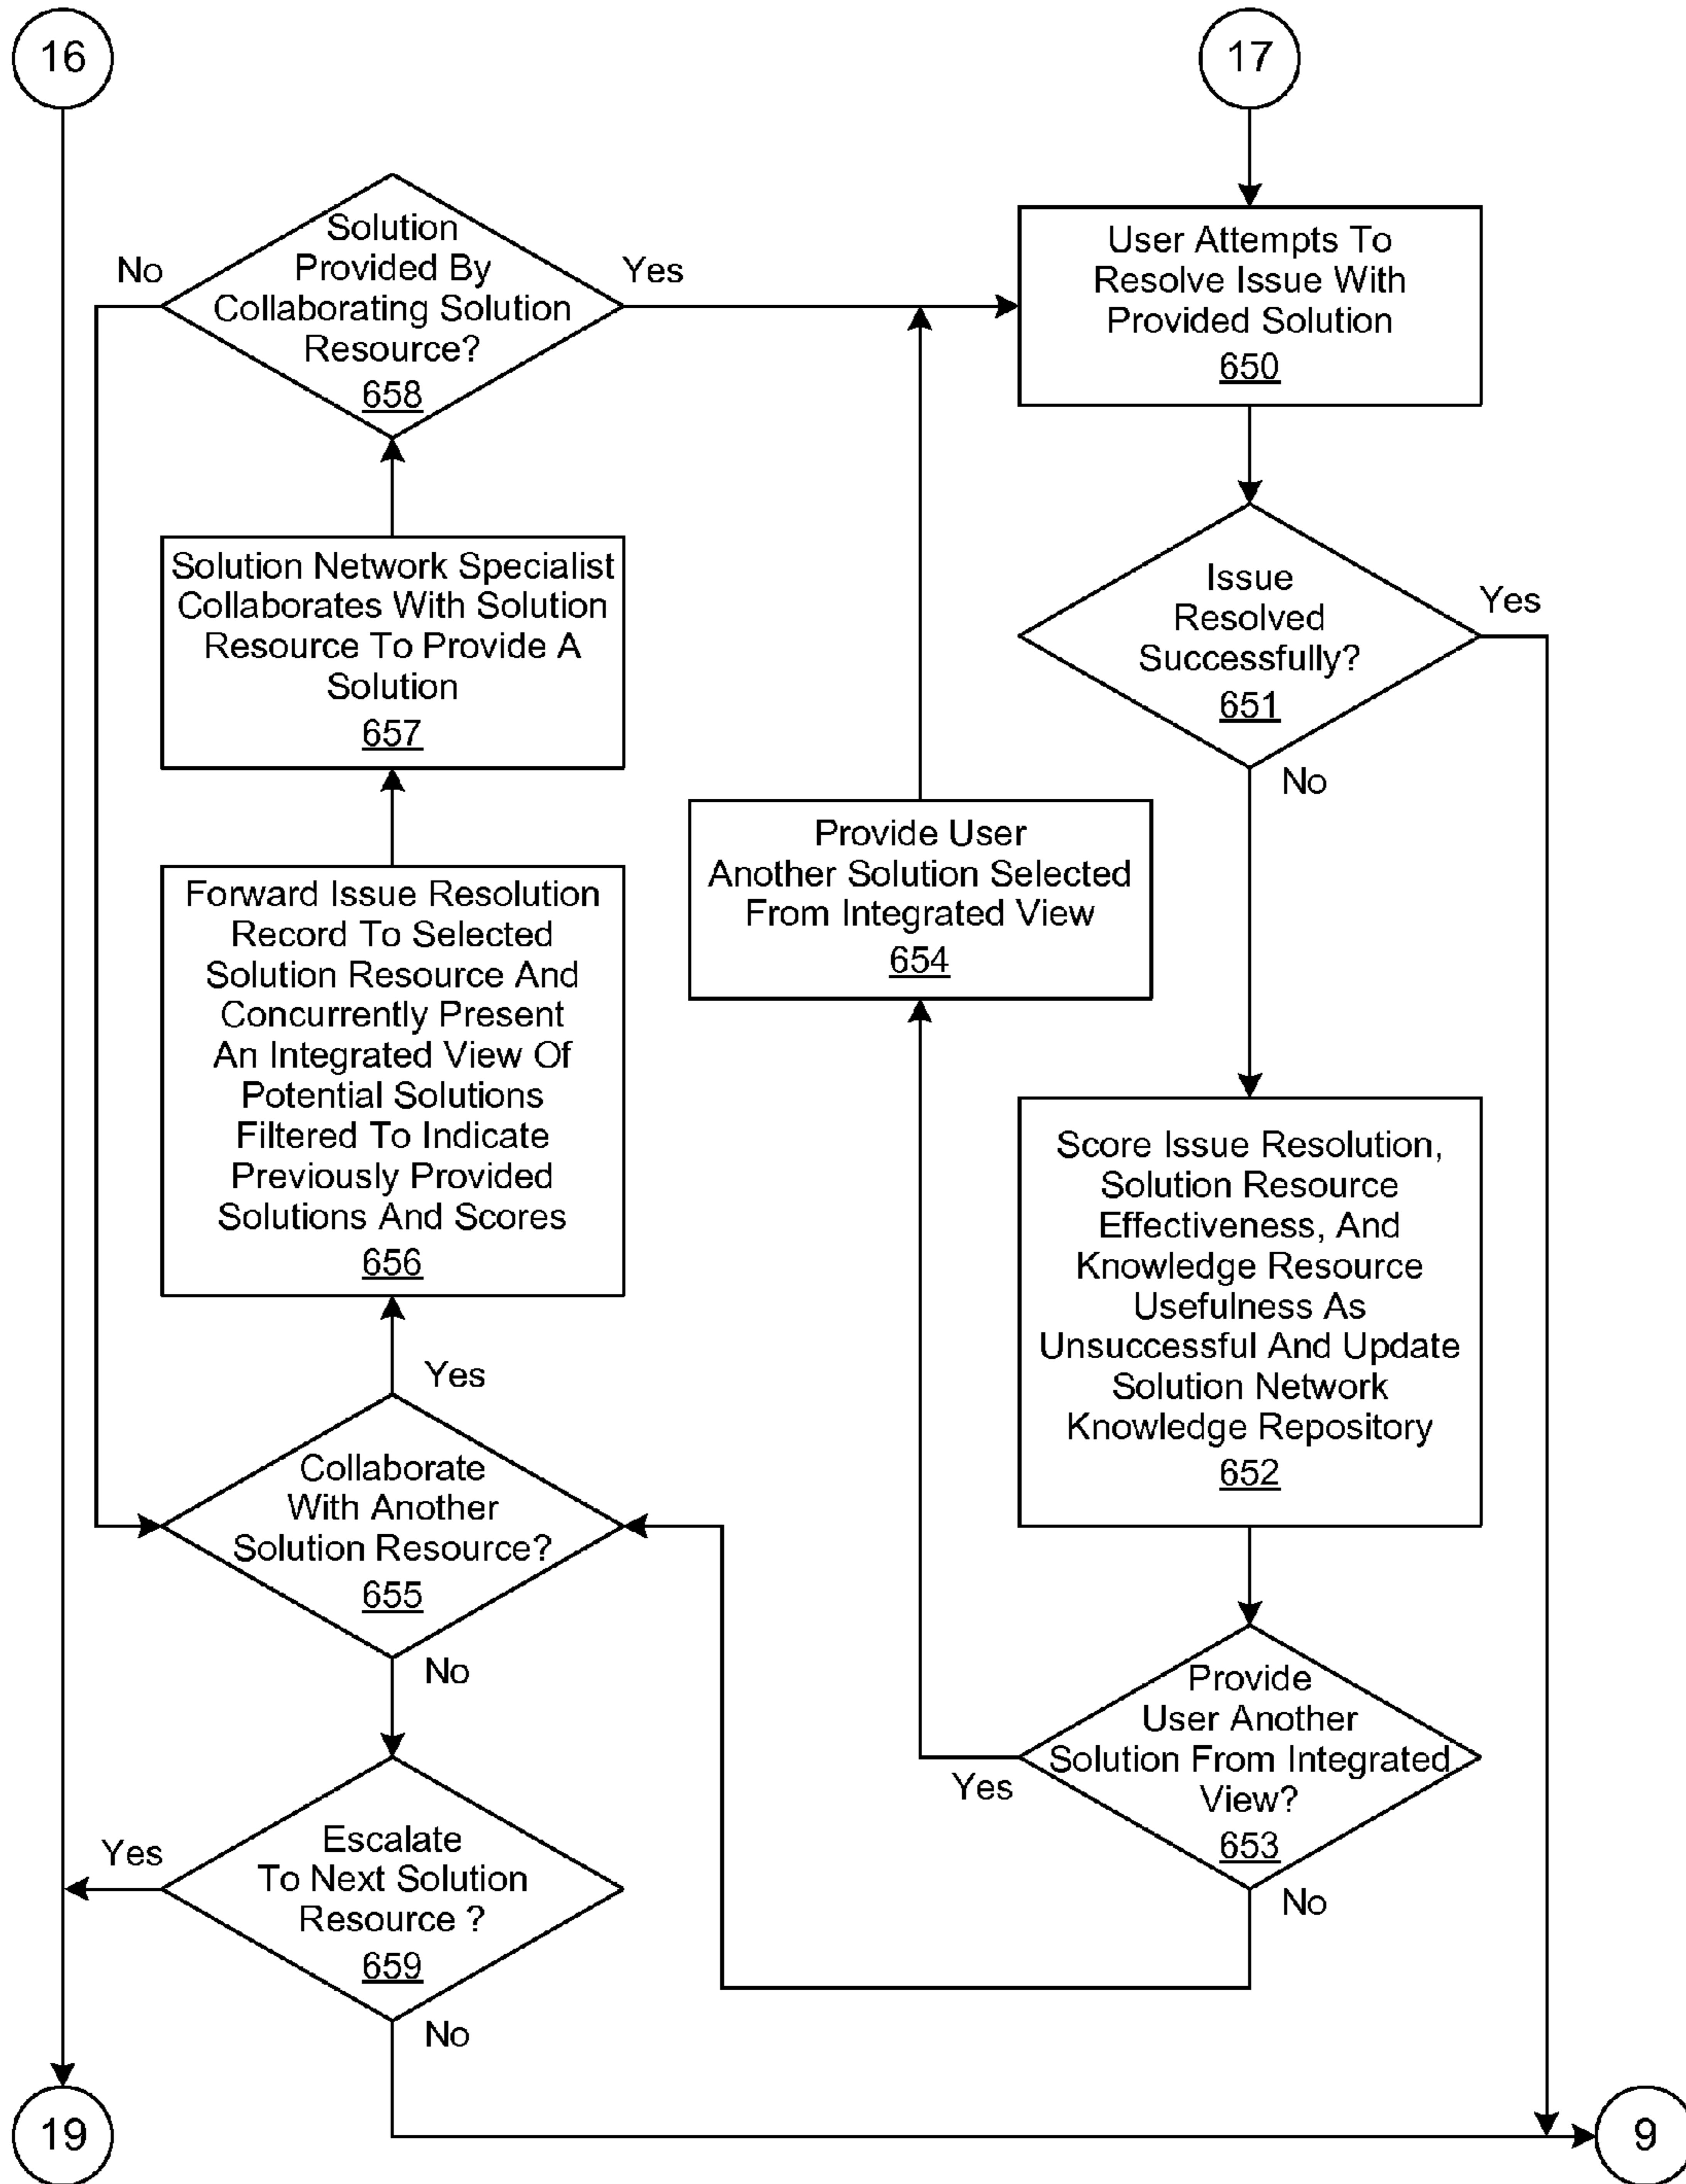 16
17
Solution
Provided By
Collaborating Solution
Resource?
658
No
Yes
User Attempts To
Resolve Issue With
Provided Solution
650
Solution Network Specialist
Collaborates With Solution
Resource To Provide A
Solution
657
Issue
Resolved
Successfully?
651
Yes
No
Provide User
Another Solution Selected
From Integrated View
654
Forward Issue Resolution
Record To Selected
Solution Resource And
Concurrently Present
An Integrated View Of
Potential Solutions
Filtered To Indicate
Previously Provided
Solutions And Scores
656
Score Issue Resolution,
Solution Resource
Effectiveness, And
Knowledge Resource
Usefulness As
Unsuccessful And Update
Solution Network
Knowledge Repository
652
Yes
Collaborate
With Another
Solution Resource?
655
No
Provide
User Another
Solution From Integrated
View?
653
Yes
No
Escalate
To Next Solution
Resource ?
659
Yes
No
19
9